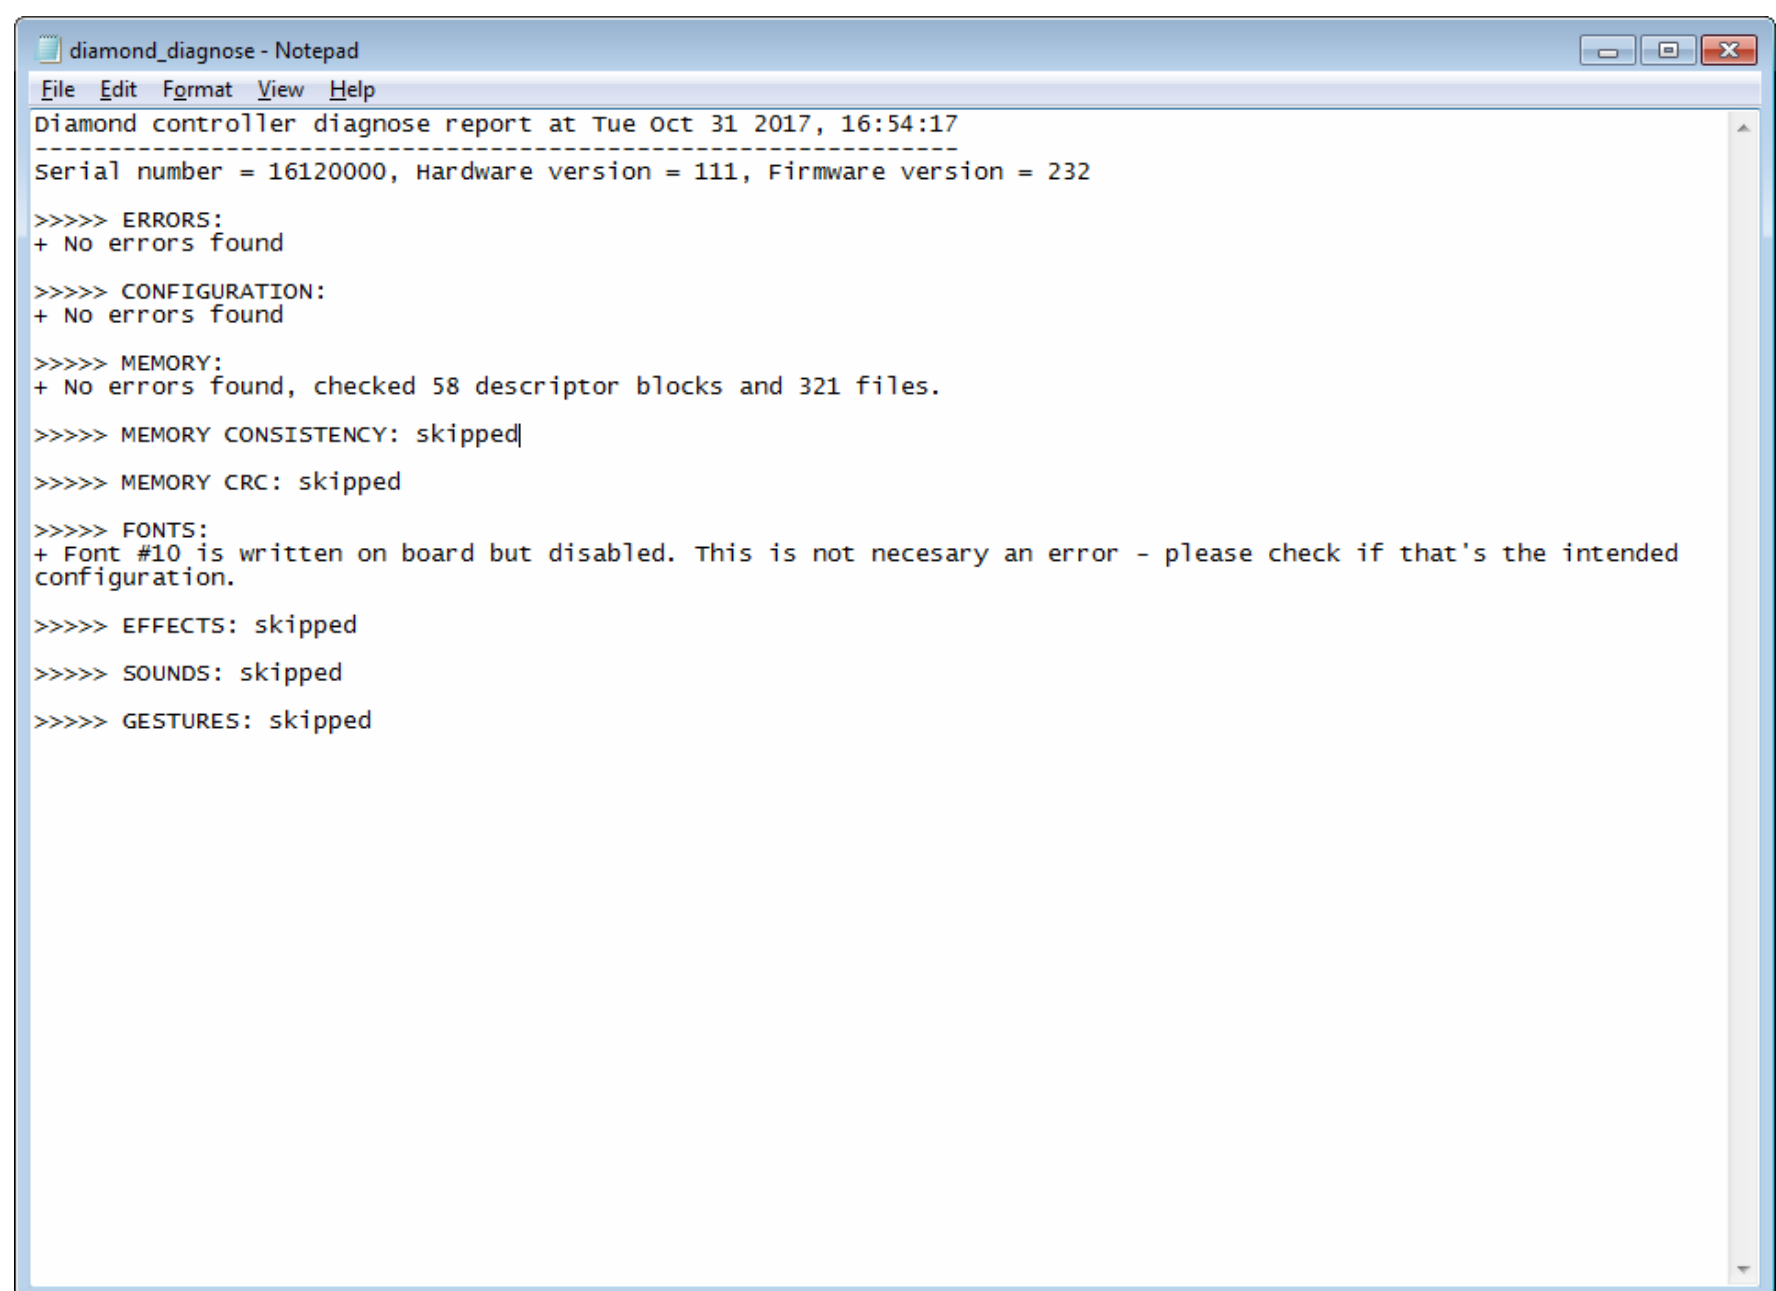 diamond_diagnose - Notepad
File Edit Format View Help
Diamond controller diagnose report at Tue Oct 31 2017, 16:54:17
---------------------------------------------------------------
Serial number = 16120000, Hardware version = 111, Firmware version = 232
>>>>> ERRORS:
+ No errors found
>>>>> CONFIGURATION:
+ No errors found
>>>>> MEMORY:
+ No errors found, checked 58 descriptor blocks and 321 files.
>>>>> MEMORY CONSISTENCY: skipped
>>>>> MEMORY CRC: skipped
>>>>> FONTS:
+ Font #10 is written on board but disabled. This is not necesary an error - please check if that's the intended
configuration.
>>>>> EFFECTS: skipped
>>>>> SOUNDS: skipped
>>>>> GESTURES: skipped